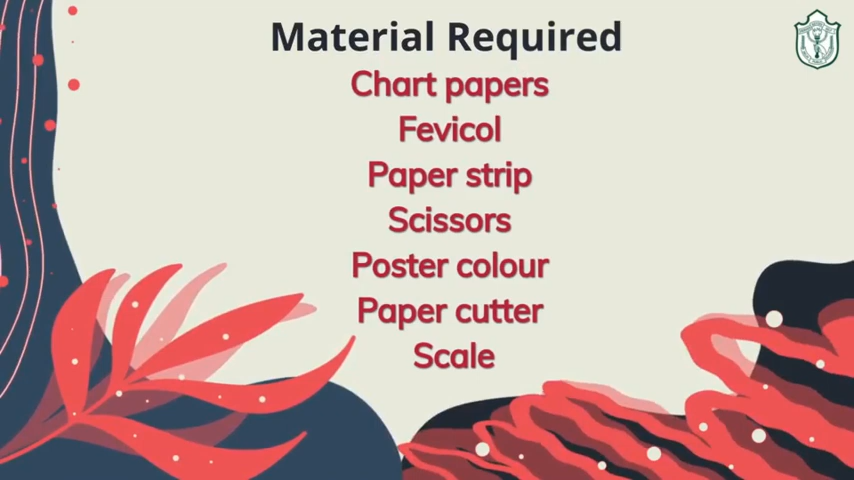 Material Required
Chart papers
Fevicol
Paper strip
Scissors
Poster colour
Paper cutter
Scale